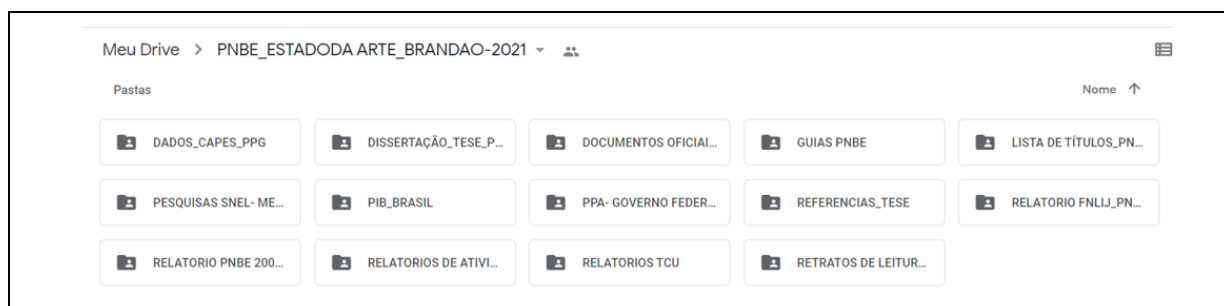 Meu Drive > PNBE_ESTADODA ARTE_BRANDAO-2021
Pastas Nome ↑
DADOS_CAPES_PPG DISSERTAÇÃO_TESE_P... DOCUMENTOS OFICIAI... GUIAS PNBE LISTA DE TÍTULOS_PN...
PESQUISAS SNEL- ME... PIB_BRASIL PPA- GOVERNO FEDER... REFERENCIAS_TESE RELATORIO FNLIJ_PN...
RELATORIO PNBE 200... RELATORIOS DE ATIVI... RELATORIOS TCU RETRATOS DE LEITUR...